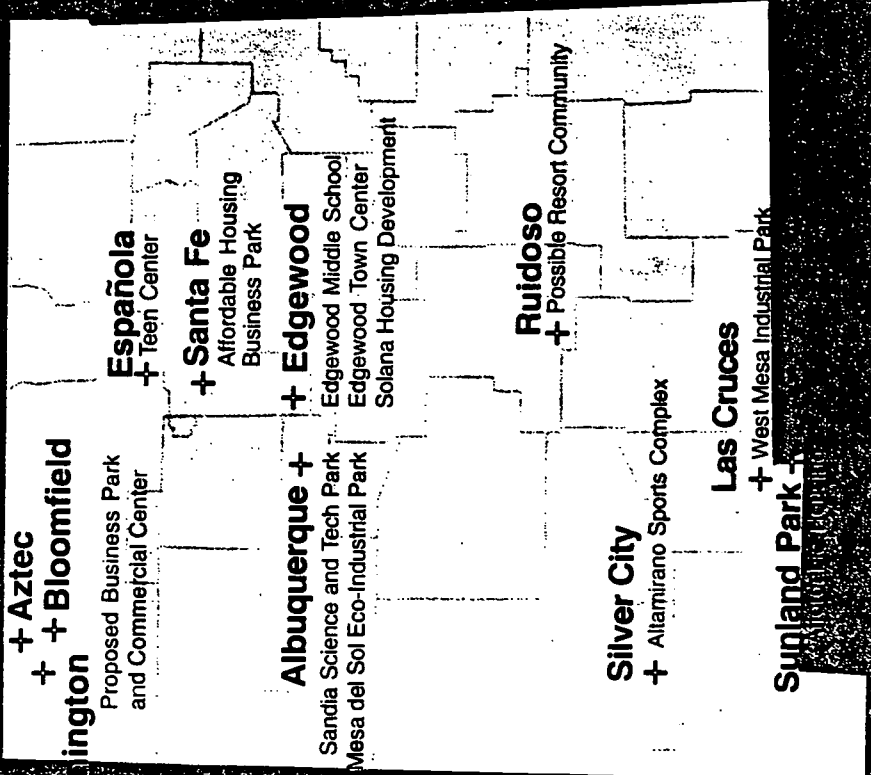 Aztec
Bloomfield
ington
Proposed Business Park
and Commercial Center
Española
Teen Center
Santa Fe
Affordable Housing
Business Park
Albuquerque
Sandia Science and Tech Park
Mesa del Sol Eco-Industrial Park
Edgewood
Edgewood Middle School
Edgewood Town Center
Solana Housing Development
Ruidoso
Possible Resort Community
Silver City
Altamirano Sports Complex
Las Cruces
West Mesa Industrial Park
Sunland Park